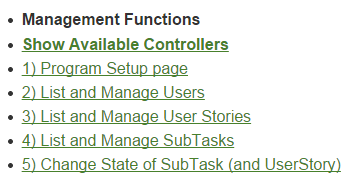 Management Functions
Show Available Controllers
1) Program Setup page
2) List and Manage Users
3) List and Manage User Stories
4) List and Manage SubTasks
5) Change State of SubTask (and UserStory)